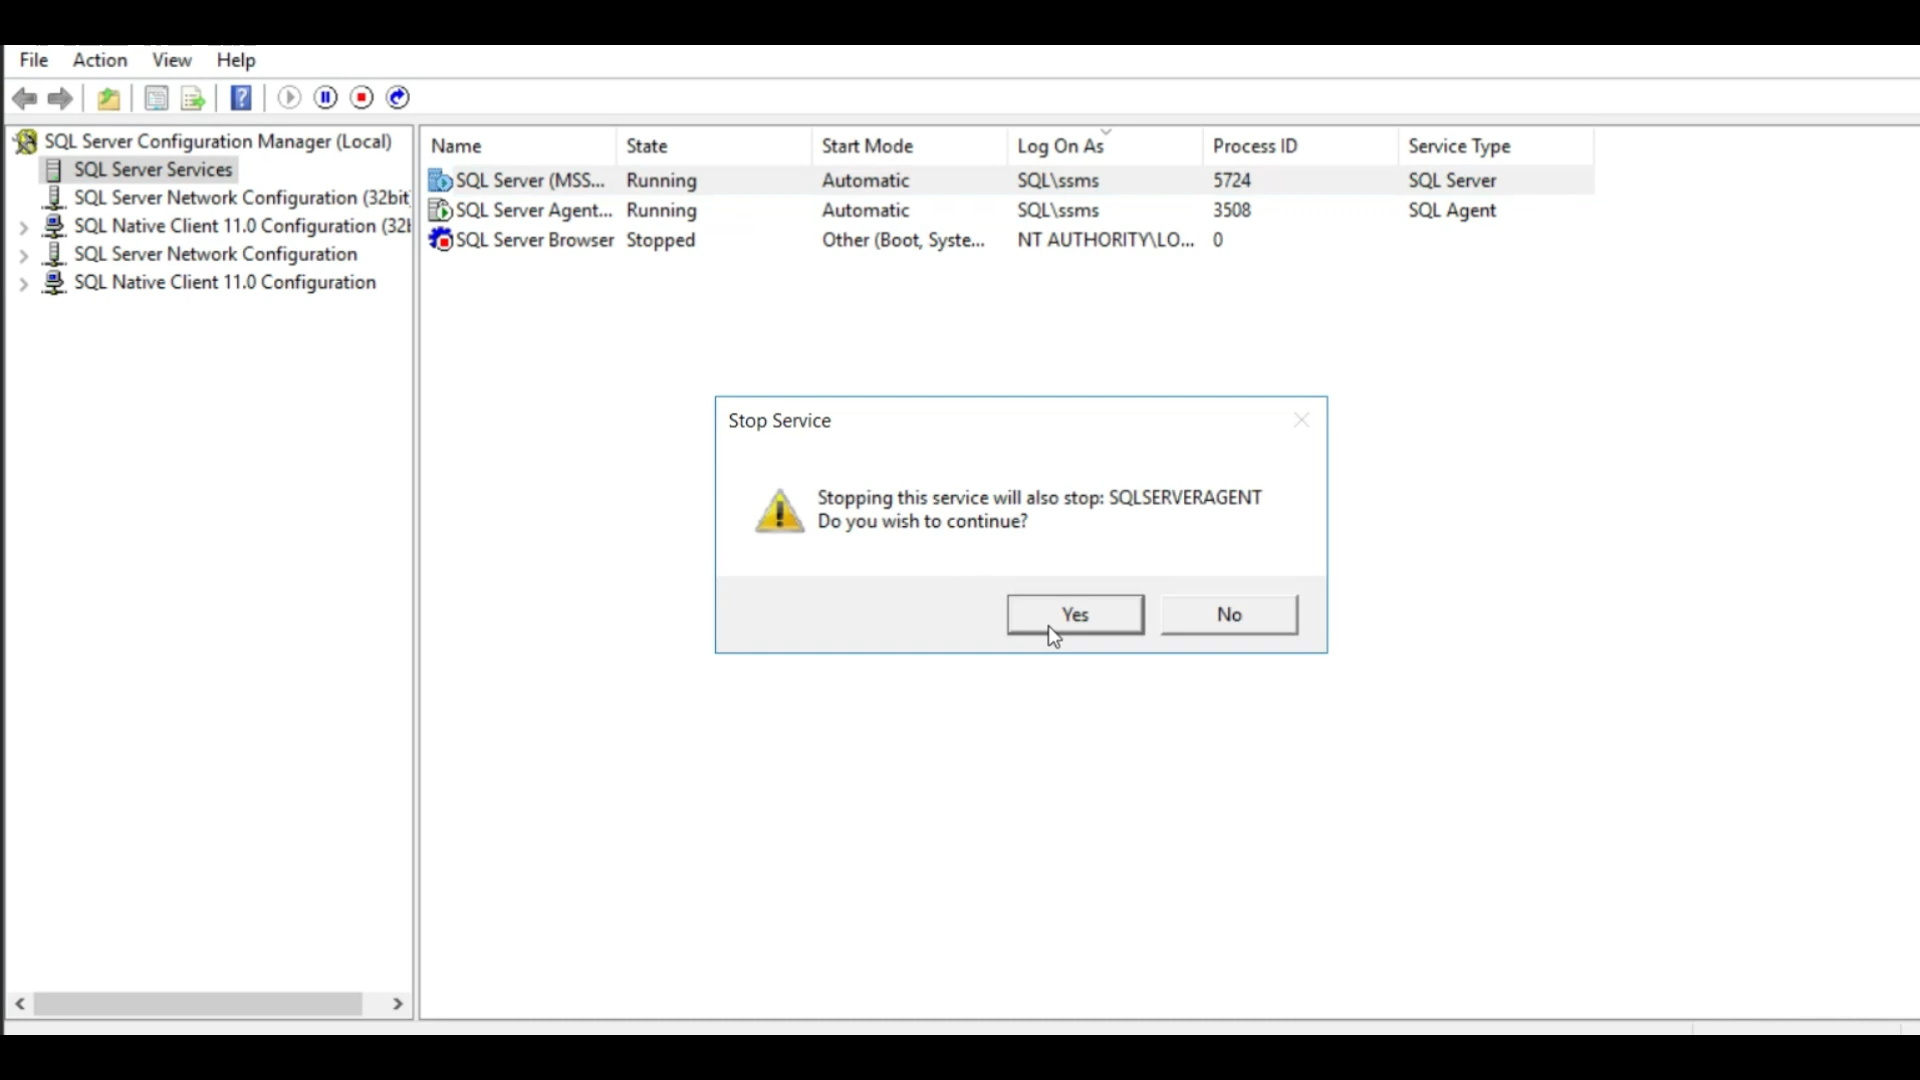 File Action View Help
SQL Server Configuration Manager (Local)
SQL Server Services
SQL Server Network Configuration (32bit
SQL Native Client 11.0 Configuration (32b
SQL Server Network Configuration
SQL Native Client 11.0 Configuration
Name State Start Mode Log On As Process ID Service Type
SQL Server (MSS... Running Automatic SQL\ssms 5724 SQL Server
SQL Server Agent... Running Automatic SQL\ssms 3508 SQL Agent
SQL Server Browser Stopped Other (Boot, Syste... NT AUTHORITY\LO... 0
Stop Service
Stopping this service will also stop: SQLSERVERAGENT
Do you wish to continue?
Yes No